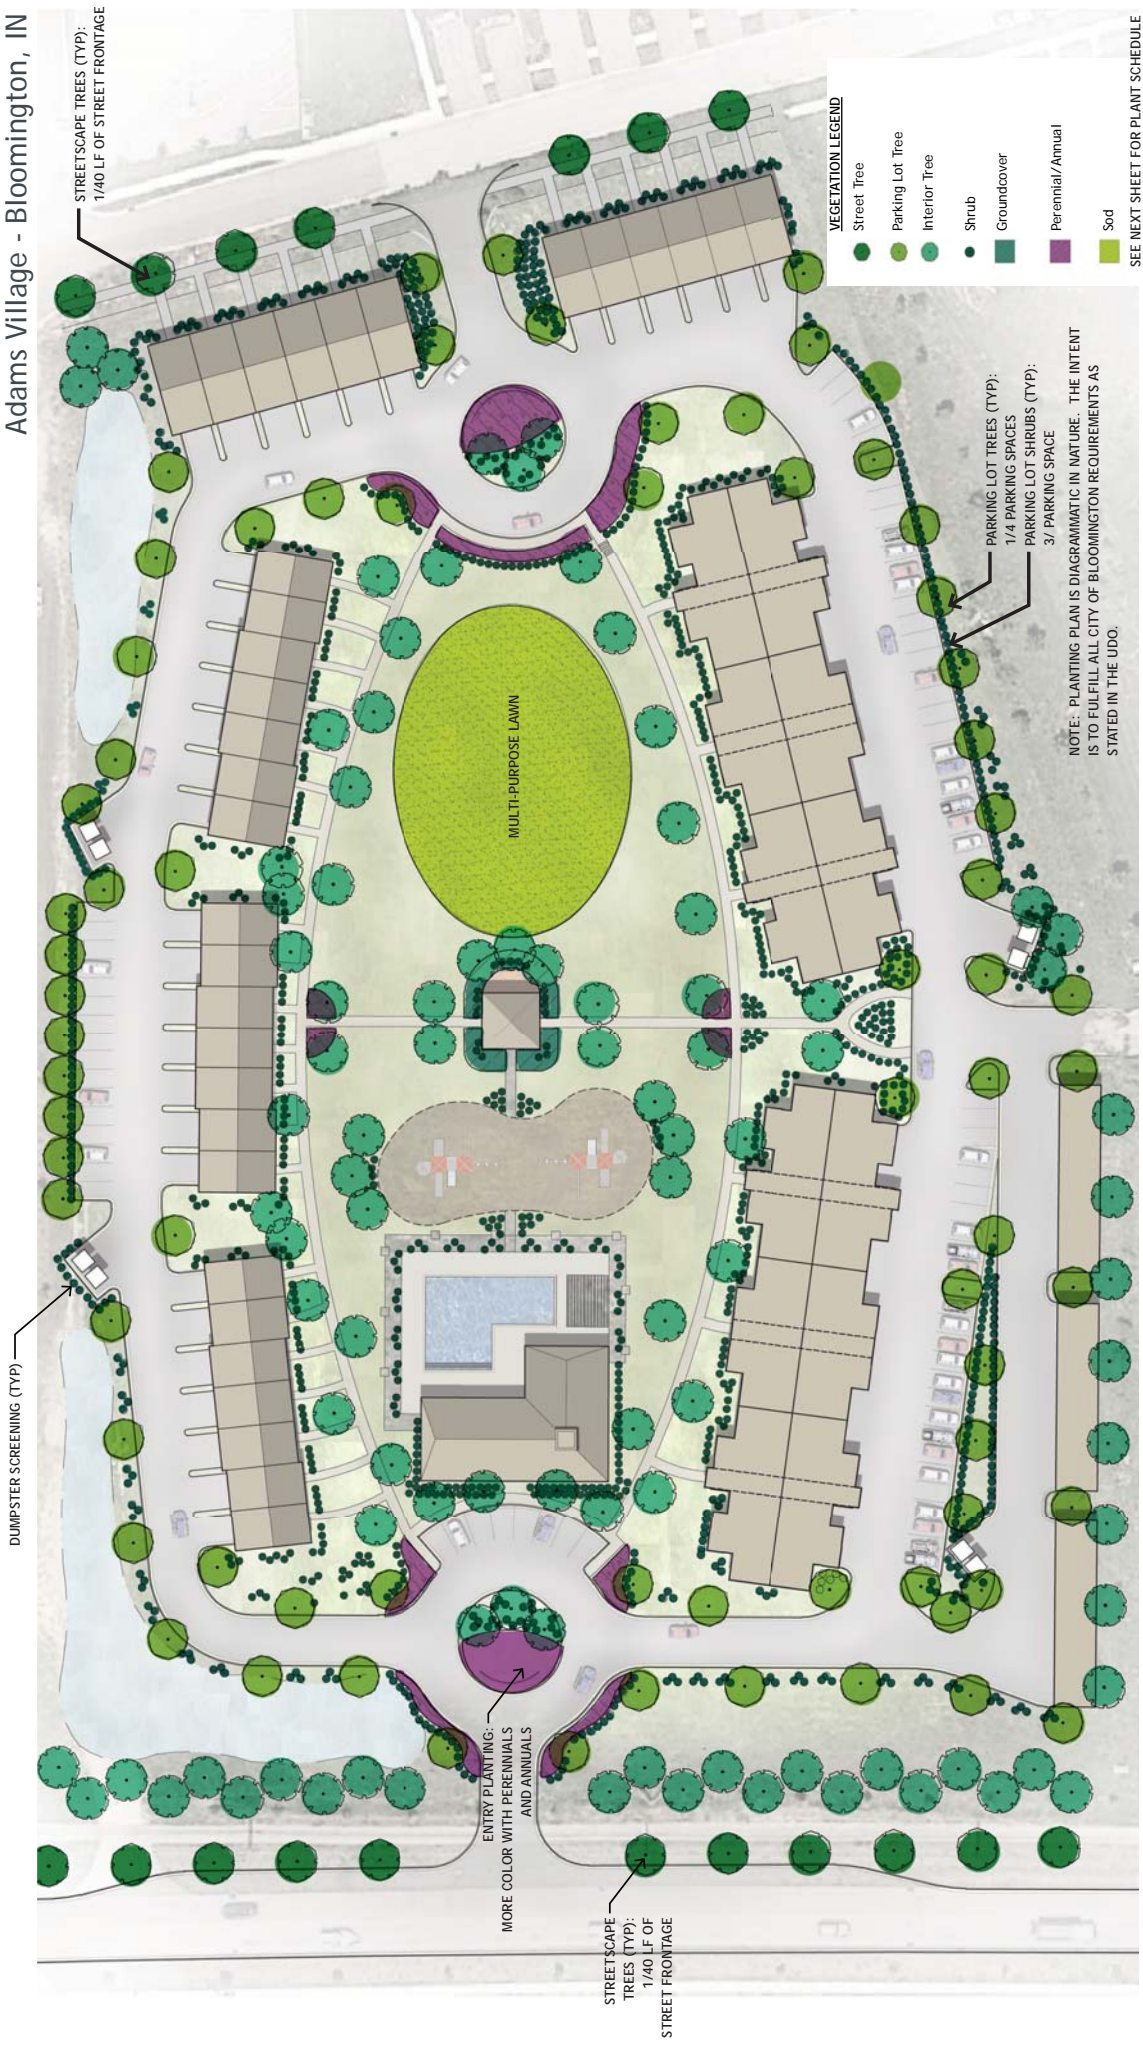 Adams Village - Bloomington, IN
STREETSCAPE TREES (TYP):
1/40 LF OF STREET FRONTAGE
DUMPSTER SCREENING (TYP)
MULTI-PURPOSE LAWN
ENTRY PLANTING:
MORE COLOR WITH PERENNIALS
AND ANNUALS
STREETSCAPE
TREES (TYP):
1/40 LF OF
STREET FRONTAGE
PARKING LOT TREES (TYP):
1/4 PARKING SPACES
PARKING LOT SHRUBS (TYP):
3/ PARKING SPACE
NOTE:  PLANTING PLAN IS DIAGRAMMATIC IN NATURE.  THE INTENT
IS TO FULFILL ALL CITY OF BLOOMINGTON REQUIREMENTS AS
STATED IN THE UDO.
VEGETATION LEGEND
Street Tree
Parking Lot Tree
Interior Tree
Shrub
Groundcover
Perennial/Annual
Sod
SEE NEXT SHEET FOR PLANT SCHEDULE